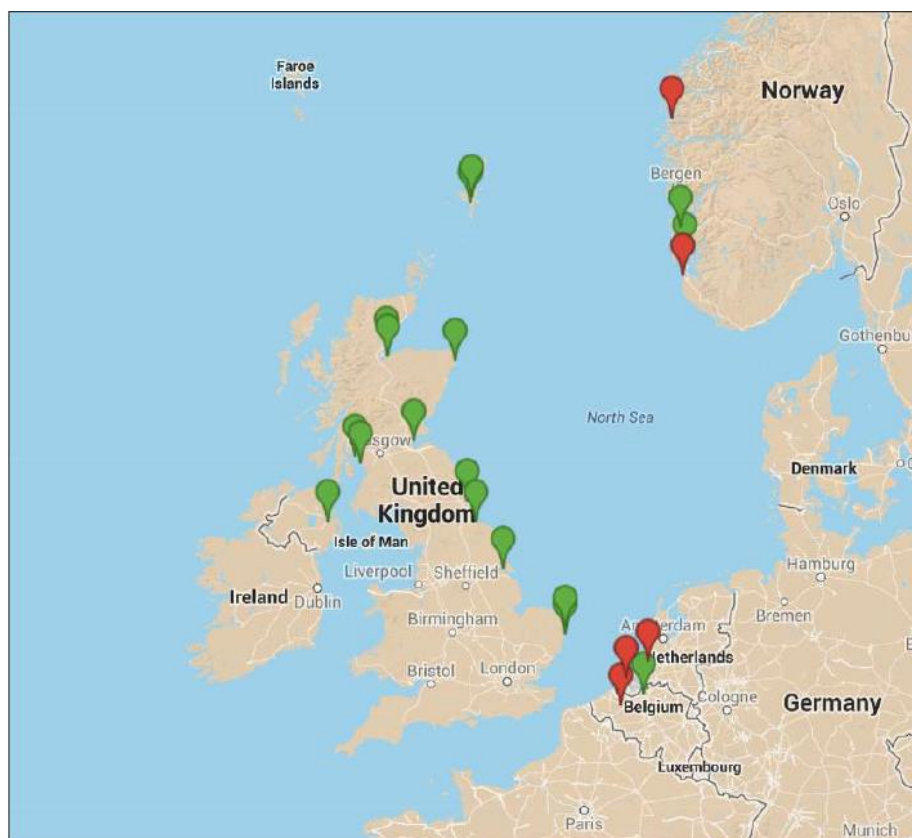 Faroe
Islands
Norway
Bergen
Oslo
Gothenbu
North Sea
Denmark
United
Kingdom
Isle of Man
Liverpool
Sheffield
Ireland
Dublin
Birmingham
Bristol
London
Hamburg
Bremen
Netherlands
Cologne
Belgium
Germany
Luxembourg
Paris
Munich